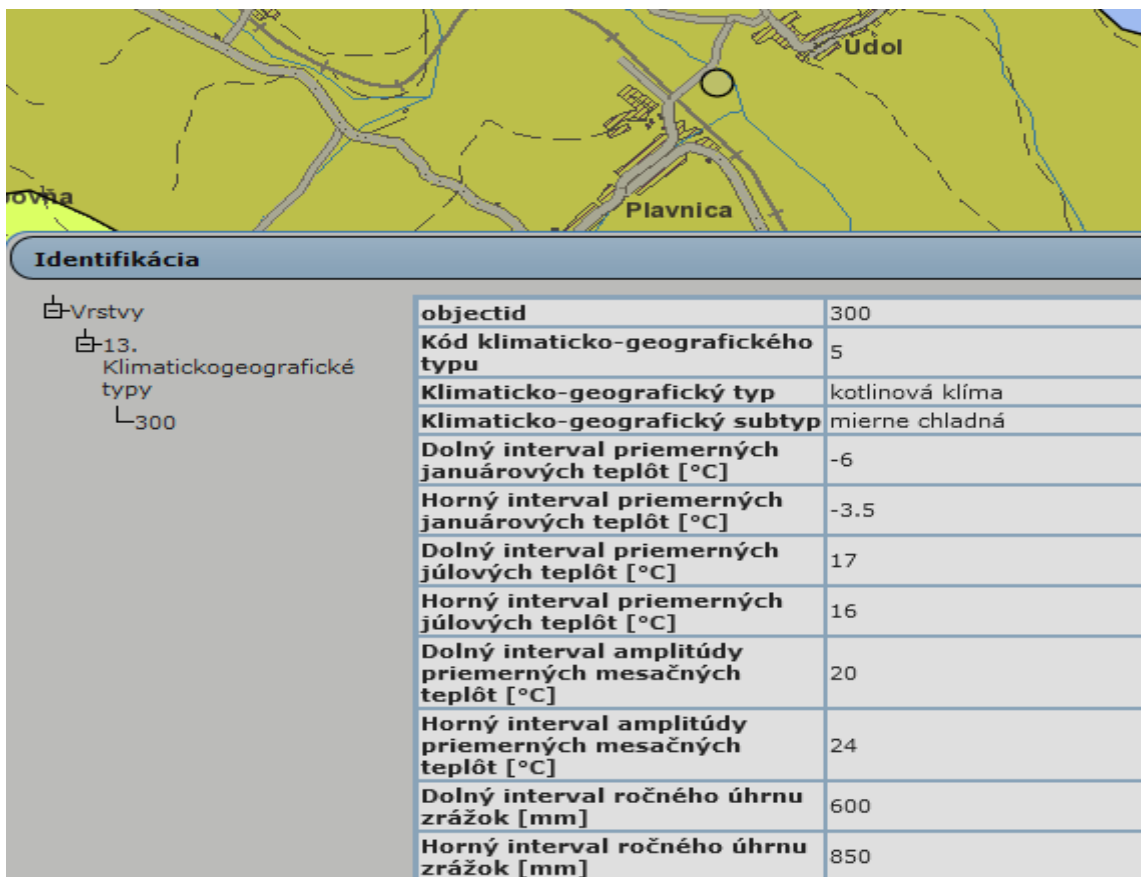 Údol
ovňa
Plavnica
Identifikácia
Vrstvy
13.
Klimatickogeografické
typy
300
objectid 300
Kód klimaticko-geografického
typu 5
Klimaticko-geografický typ kotlinová klíma
Klimaticko-geografický subtyp mierne chladná
Dolný interval priemerných
januárových teplôt [°C] -6
Horný interval priemerných
januárových teplôt [°C] -3.5
Dolný interval priemerných
júlových teplôt [°C] 17
Horný interval priemerných
júlových teplôt [°C] 16
Dolný interval amplitúdy
priemerných mesačných
teplôt [°C] 20
Horný interval amplitúdy
priemerných mesačných
teplôt [°C] 24
Dolný interval ročného úhrnu
zrážok [mm] 600
Horný interval ročného úhrnu
zrážok [mm] 850